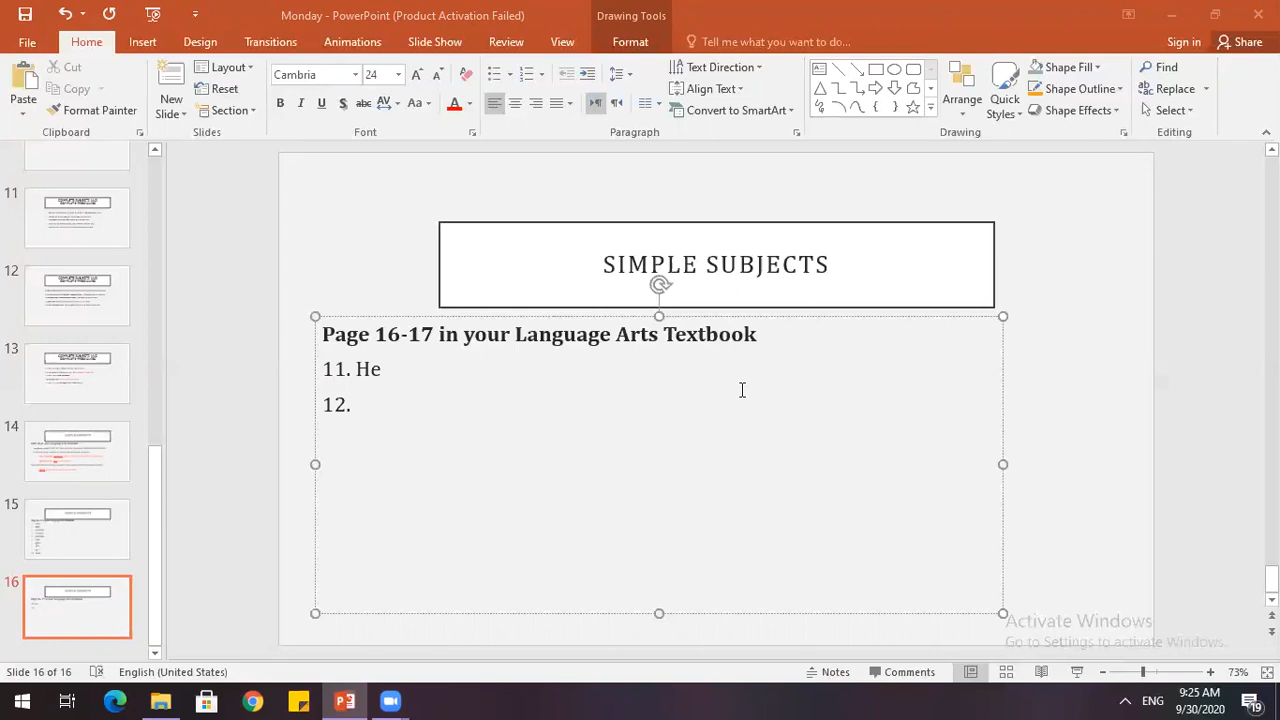 Monday - PowerPoint (Product Activation Failed)
Drawing Tools
File Home Insert Design Transitions Animations Slide Show Review View Format Tell me what you want to do... Sign in Share
Paste
Cut
Copy
Format Painter
Clipboard
New Slide
Layout
Reset
Section
Slides
Cambria 24
B I U S abc AV Aa A
Font
Text Direction
Align Text
Convert to SmartArt
Paragraph
Arrange
Quick Styles
Shape Fill
Shape Outline
Shape Effects
Drawing
Find
Replace
Select
Editing
11
12
13
14
15
16
SIMPLE SUBJECTS
Page 16-17 in your Language Arts Textbook
11. He
12.
Activate Windows
Go to Settings to activate Windows.
Slide 16 of 16 English (United States) Notes Comments 73%
ENG
9:25 AM
9/30/2020
19